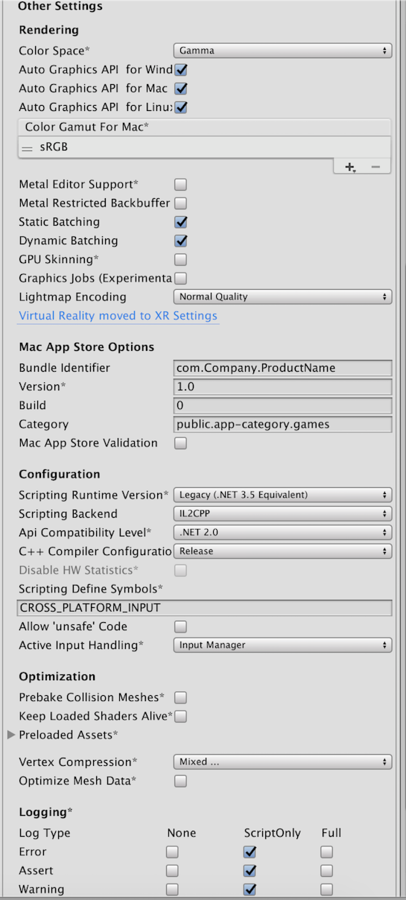 Other Settings
Rendering
Color Space* Gamma
Auto Graphics API for Wind
Auto Graphics API for Mac
Auto Graphics API for Linu
Color Gamut For Mac*
sRGB
Metal Editor Support*
Metal Restricted Backbuffer
Static Batching
Dynamic Batching
GPU Skinning*
Graphics Jobs (Experimenta
Lightmap Encoding Normal Quality
Virtual Reality moved to XR Settings
Mac App Store Options
Bundle Identifier com.Company.ProductName
Version* 1.0
Build 0
Category public.app-category.games
Mac App Store Validation
Configuration
Scripting Runtime Version* Legacy (.NET 3.5 Equivalent)
Scripting Backend IL2CPP
Api Compatibility Level* .NET 2.0
C++ Compiler Configuratio Release
Disable HW Statistics*
Scripting Define Symbols*
CROSS_PLATFORM_INPUT
Allow 'unsafe' Code
Active Input Handling* Input Manager
Optimization
Prebake Collision Meshes*
Keep Loaded Shaders Alive*
Preloaded Assets*
Vertex Compression* Mixed ...
Optimize Mesh Data*
Logging*
Log Type None ScriptOnly Full
Error
Assert
Warning